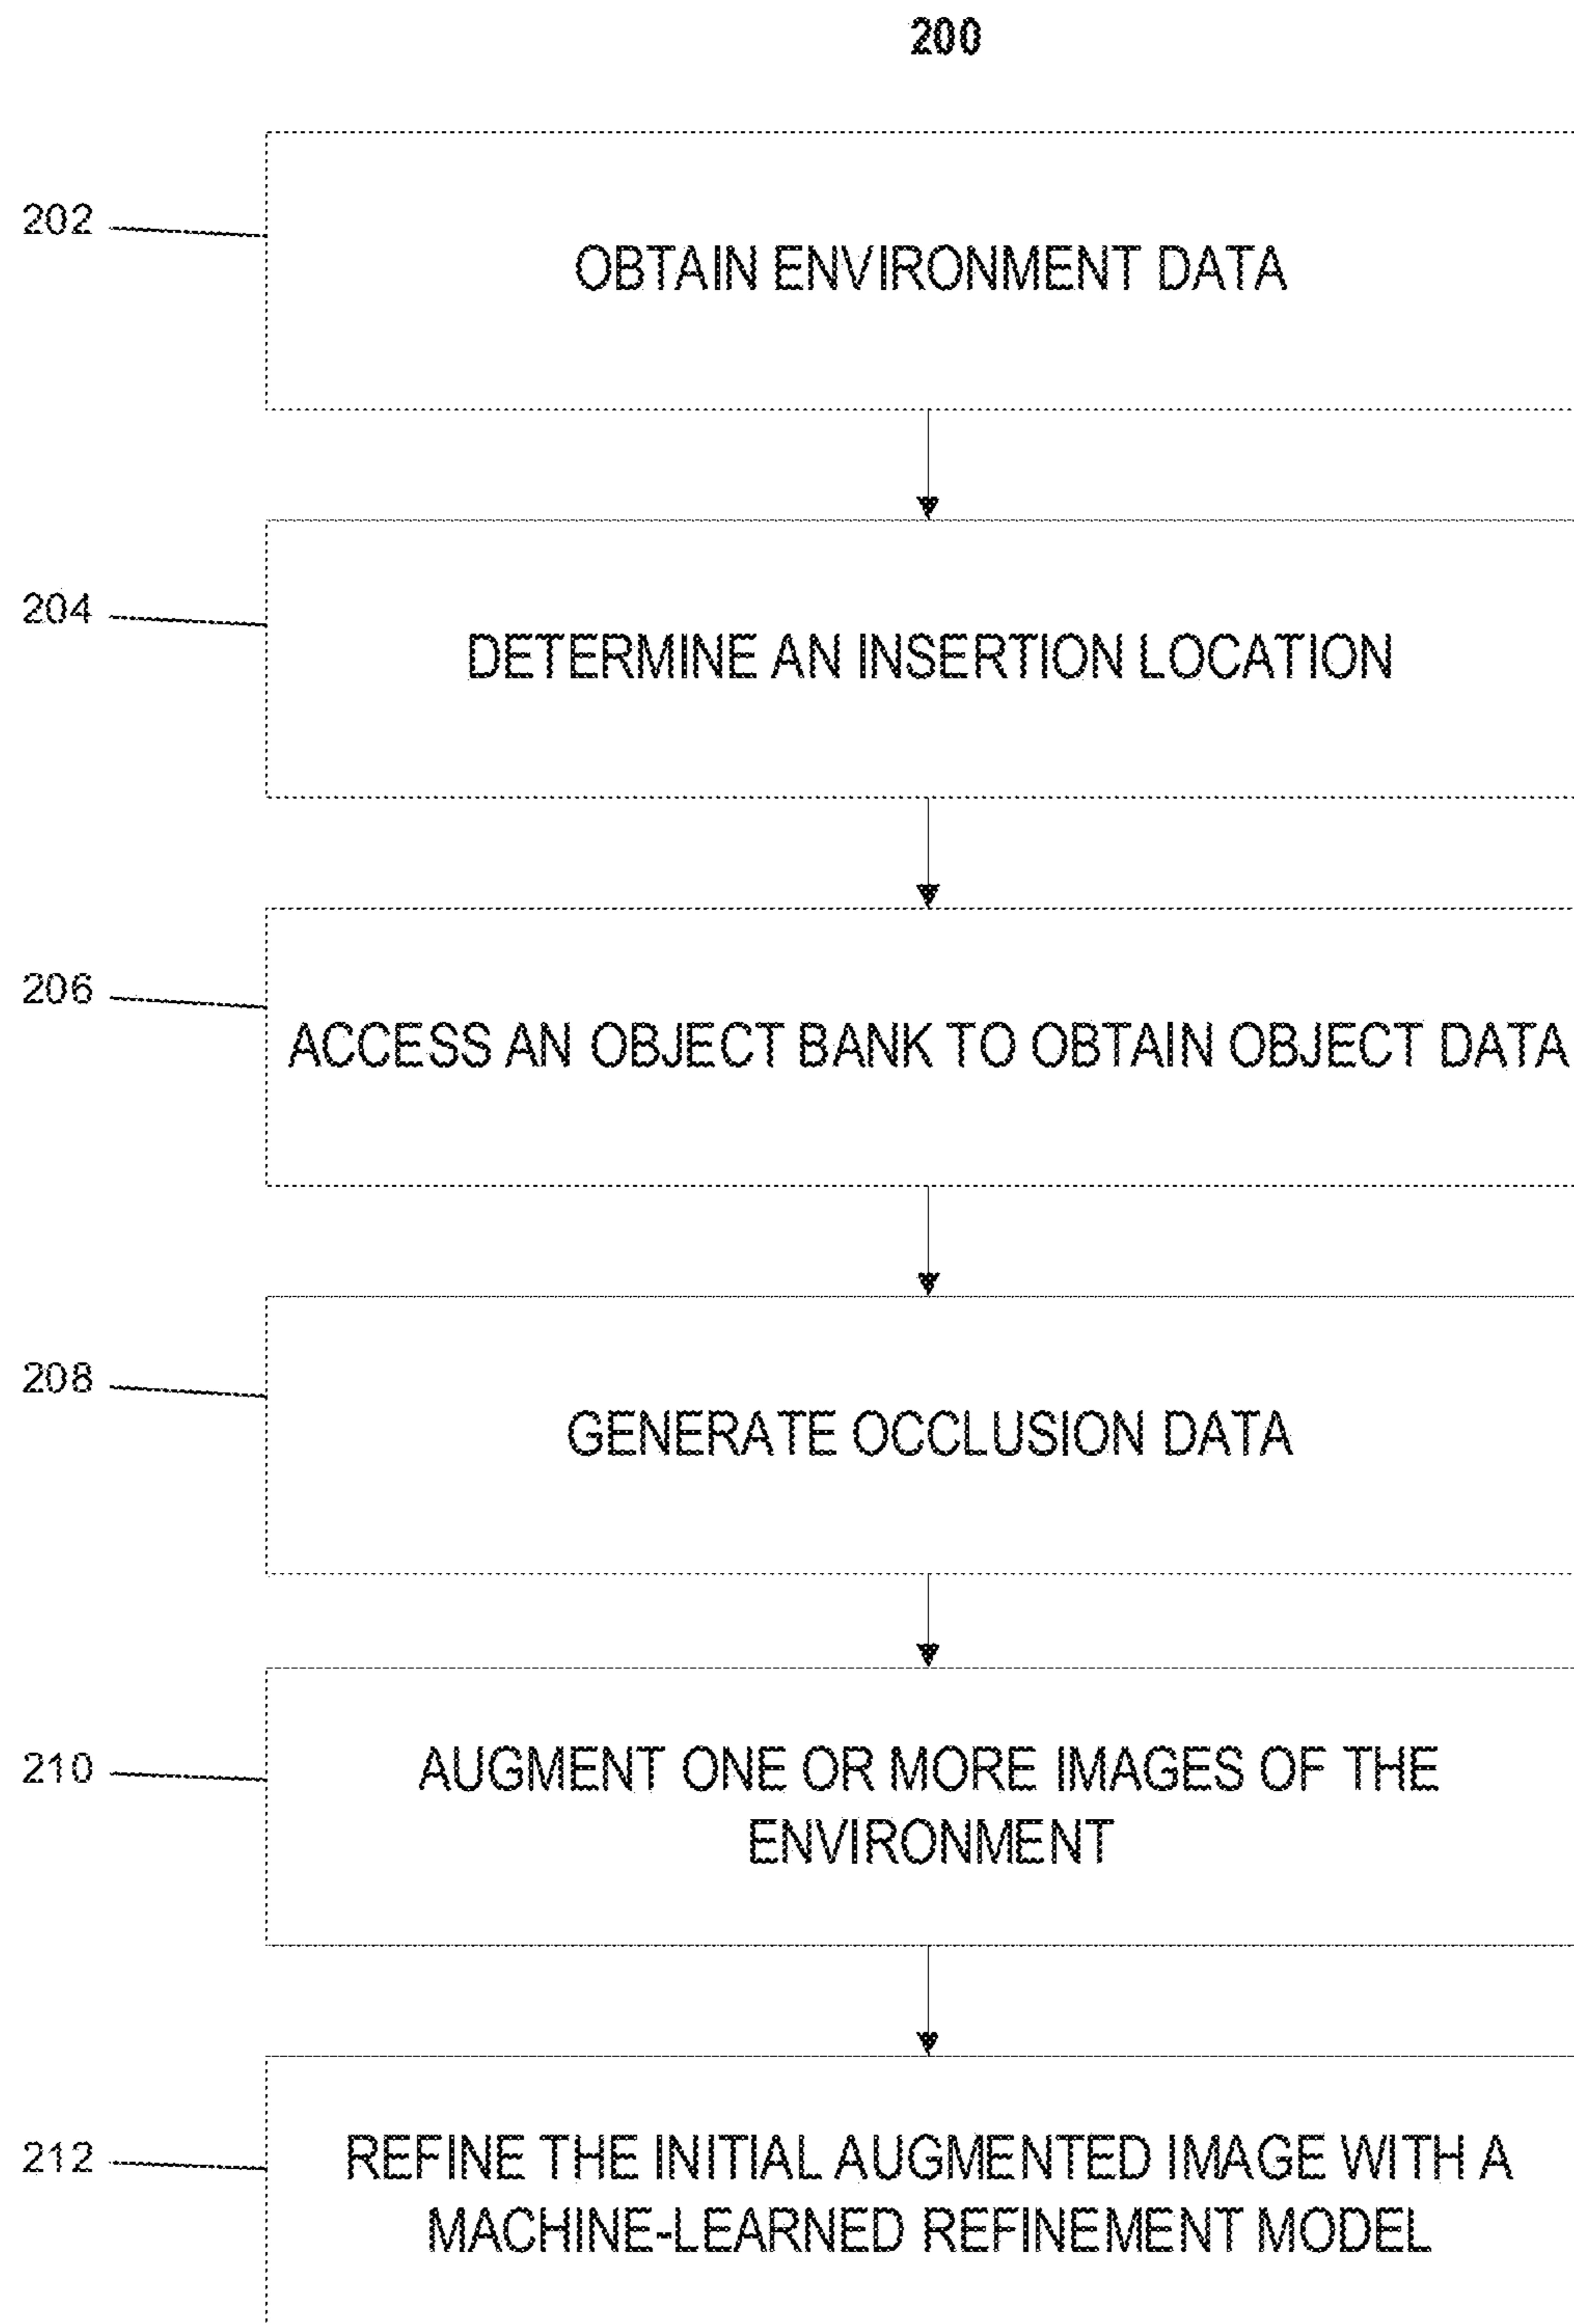 200
202
OBTAIN ENVIRONMENT DATA
204
DETERMINE AN INSERTION LOCATION
206
ACCESS AN OBJECT BANK TO OBTAIN OBJECT DATA
208
GENERATE OCCLUSION DATA
210
AUGMENT ONE OR MORE IMAGES OF THE
ENVIRONMENT
212
REFINE THE INITIAL AUGMENTED IMAGE WITH A
MACHINE-LEARNED REFINEMENT MODEL